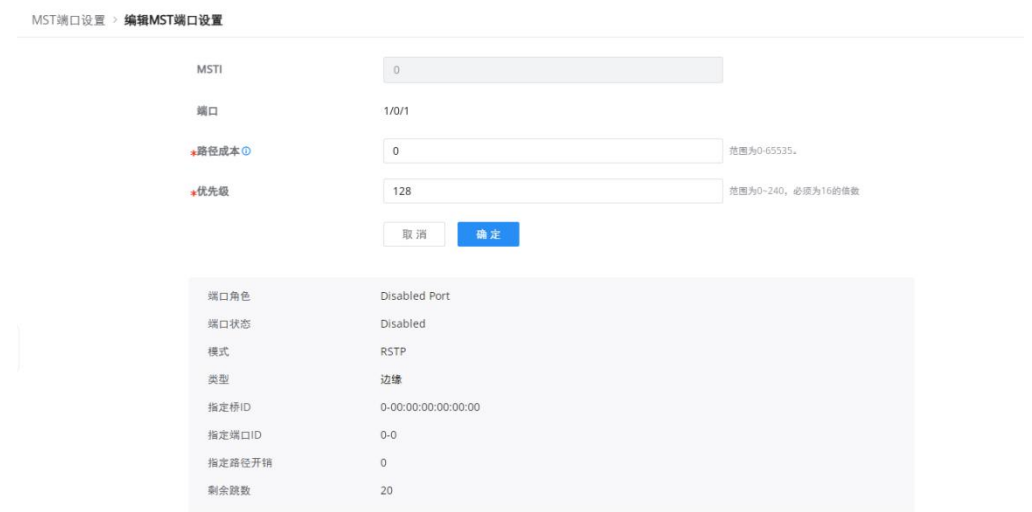 MST端口设置 > 编辑MST端口设置
MSTI 0
端口 1/0/1
*路径成本 0 范围为0-65535。
*优先级 128 范围为0~240，必须为16的倍数
取消 确定
端口角色 Disabled Port
端口状态 Disabled
模式 RSTP
类型 边缘
指定桥ID 0-00:00:00:00:00:00
指定端口ID 0-0
指定路径开销 0
剩余跳数 20